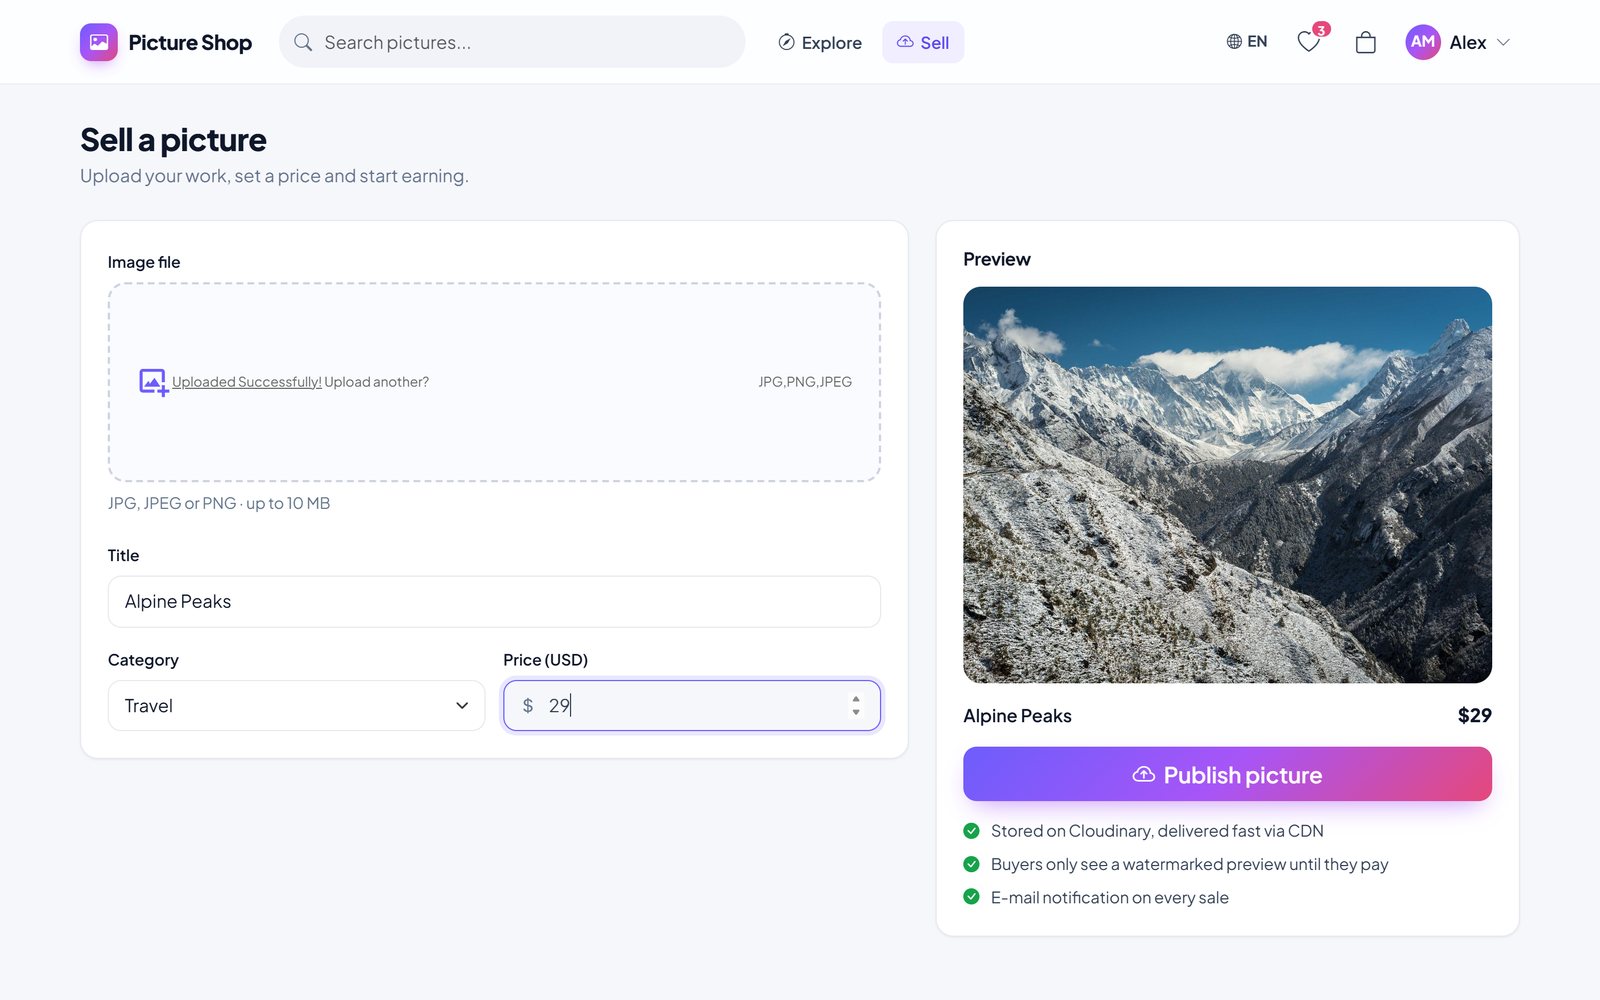 Picture Shop
Search pictures...
Explore
Sell
EN
3
AM
Alex
Sell a picture
Upload your work, set a price and start earning.
Image file
Uploaded Successfully! Upload another?
JPG,PNG,JPEG
JPG, JPEG or PNG · up to 10 MB
Title
Alpine Peaks
Category
Price (USD)
Travel
$ 29
Preview
Alpine Peaks
$29
Publish picture
Stored on Cloudinary, delivered fast via CDN
Buyers only see a watermarked preview until they pay
E-mail notification on every sale